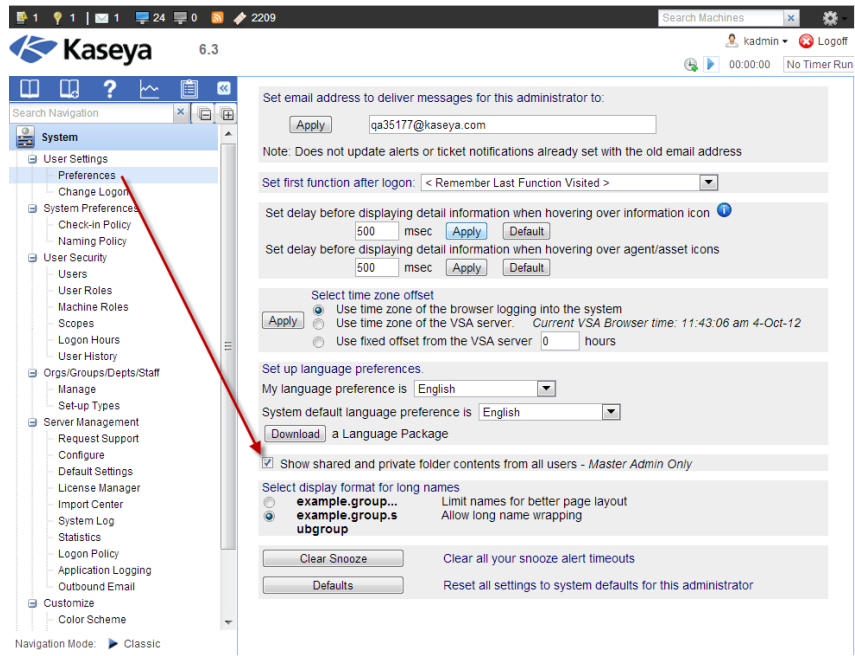 1 1 1 24 0 2209 Search Machines
Kaseya 6.3 kadmin Logoff
00:00:00 No Timer Run
?
Search Navigation
System
User Settings
Preferences
Change Logon
System Preferences
Check-in Policy
Naming Policy
User Security
Users
User Roles
Machine Roles
Scopes
Logon Hours
User History
Orgs/Groups/Depts/Staff
Manage
Set-up Types
Server Management
Request Support
Configure
Default Settings
License Manager
Import Center
System Log
Statistics
Logon Policy
Application Logging
Outbound Email
Customize
Color Scheme
Navigation Mode: Classic
Set email address to deliver messages for this administrator to:
Apply qa35177@kaseya.com
Note: Does not update alerts or ticket notifications already set with the old email address
Set first function after logon: < Remember Last Function Visited >
Set delay before displaying detail information when hovering over information icon
500 msec Apply Default
Set delay before displaying detail information when hovering over agent/asset icons
500 msec Apply Default
Select time zone offset
Use time zone of the browser logging into the system
Apply Use time zone of the VSA server. Current VSA Browser time: 11:43:06 am 4-Oct-12
Use fixed offset from the VSA server 0 hours
Set up language preferences.
My language preference is English
System default language preference is English
Download a Language Package
Show shared and private folder contents from all users - Master Admin Only
Select display format for long names
example.group... Limit names for better page layout
example.group.s Allow long name wrapping
ubgroup
Clear Snooze Clear all your snooze alert timeouts
Defaults Reset all settings to system defaults for this administrator